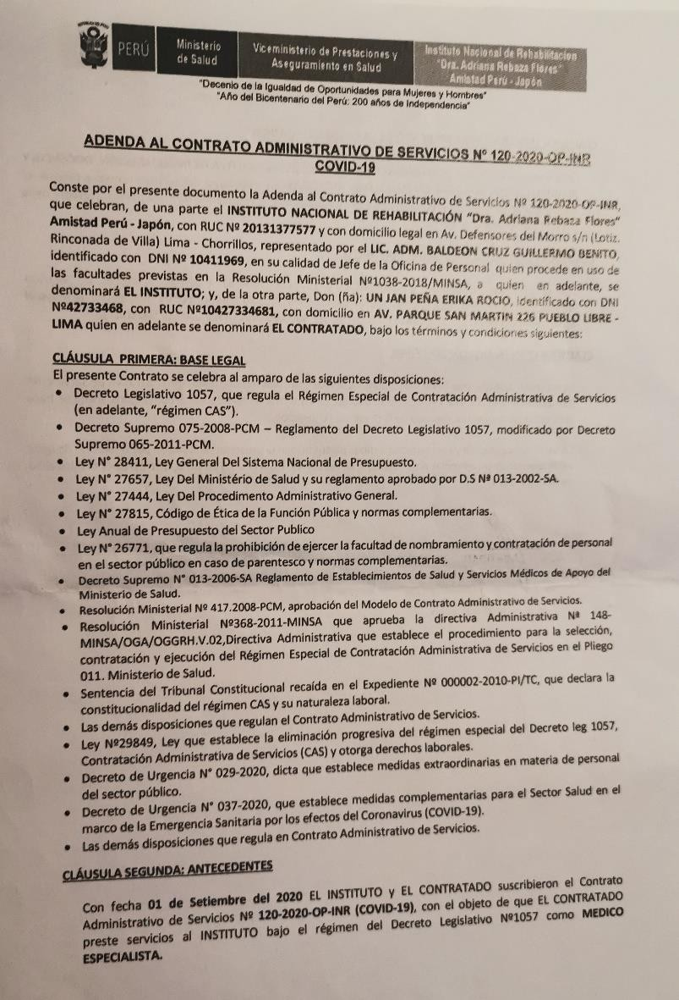 PERÚ
Ministerio
de Salud
Viceministerio de Prestaciones y
Aseguramiento en Salud
Instituto Nacional de Rehabilitacion
"Dra. Adriana Rebaza Flores"
Amistad Perú - Japón
"Decenio de la Igualdad de Oportunidades para Mujeres y Hombres"
"Año del Bicentenario del Perú: 200 años de Independencia"
ADENDA AL CONTRATO ADMINISTRATIVO DE SERVICIOS Nº 120-2020-OP-INR
COVID-19
Conste por el presente documento la Adenda al Contrato Administrativo de Servicios Nº 120-2020-OP-INR,
que celebran, de una parte el INSTITUTO NACIONAL DE REHABILITACIÓN "Dra. Adriana Rebaza Flores"
Amistad Perú - Japón, con RUC Nº 20131377577 y con domicilio legal en Av. Defensores del Morro s/n (Lotiz.
Rinconada de Villa) Lima - Chorrillos, representado por el LIC. ADM. BALDEON CRUZ GUILLERMO BENITO,
identificado con DNI Nº 10411969, en su calidad de Jefe de la Oficina de Personal quien procede en uso de
las facultades previstas en la Resolución Ministerial Nº1038-2018/MINSA, a quien en adelante, se
denominará EL INSTITUTO; y, de la otra parte, Don (ña): UN JAN PEÑA ERIKA ROCIO, identificado con DNI
Nº42733468, con RUC Nº10427334681, con domicilio en AV. PARQUE SAN MARTIN 226 PUEBLO LIBRE -
LIMA quien en adelante se denominará EL CONTRATADO, bajo los términos y condiciones siguientes:
CLÁUSULA PRIMERA: BASE LEGAL
El presente Contrato se celebra al amparo de las siguientes disposiciones:
• Decreto Legislativo 1057, que regula el Régimen Especial de Contratación Administrativa de Servicios
(en adelante, "régimen CAS").
• Decreto Supremo 075-2008-PCM – Reglamento del Decreto Legislativo 1057, modificado por Decreto
Supremo 065-2011-PCM.
• Ley N° 28411, Ley General Del Sistema Nacional de Presupuesto.
• Ley N° 27657, Ley Del Ministério de Salud y su reglamento aprobado por D.S Nª 013-2002-SA.
• Ley N° 27444, Ley Del Procedimento Administrativo General.
• Ley N° 27815, Código de Ética de la Función Pública y normas complementarias.
• Ley Anual de Presupuesto del Sector Publico
• Ley N° 26771, que regula la prohibición de ejercer la facultad de nombramiento y contratación de personal
en el sector público en caso de parentesco y normas complementarias.
• Decreto Supremo N° 013-2006-SA Reglamento de Establecimientos de Salud y Servicios Médicos de Apoyo del
Ministerio de Salud.
• Resolución Ministerial Nº 417.2008-PCM, aprobación del Modelo de Contrato Administrativo de Servicios.
• Resolución Ministerial Nº368-2011-MINSA que aprueba la directiva Administrativa Nª 148-
MINSA/OGA/OGGRH.V.02,Directiva Administrativa que establece el procedimiento para la selección,
contratación y ejecución del Régimen Especial de Contratación Administrativa de Servicios en el Pliego
011. Ministerio de Salud.
• Sentencia del Tribunal Constitucional recaída en el Expediente Nº 000002-2010-PI/TC, que declara la
constitucionalidad del régimen CAS y su naturaleza laboral.
• Las demás disposiciones que regulan el Contrato Administrativo de Servicios.
• Ley Nº29849, Ley que establece la eliminación progresiva del régimen especial del Decreto leg 1057,
Contratación Administrativa de Servicios (CAS) y otorga derechos laborales.
• Decreto de Urgencia N° 029-2020, dicta que establece medidas extraordinarias en materia de personal
del sector público.
• Decreto de Urgencia N° 037-2020, que establece medidas complementarias para el Sector Salud en el
marco de la Emergencia Sanitaria por los efectos del Coronavirus (COVID-19).
• Las demás disposiciones que regula en Contrato Administrativo de Servicios.
CLÁUSULA SEGUNDA: ANTECEDENTES
Con fecha 01 de Setiembre del 2020 EL INSTITUTO y EL CONTRATADO suscribieron el Contrato
Administrativo de Servicios Nº 120-2020-OP-INR (COVID-19), con el objeto de que EL CONTRATADO
preste servicios al INSTITUTO bajo el régimen del Decreto Legislativo Nº1057 como MEDICO
ESPECIALISTA.